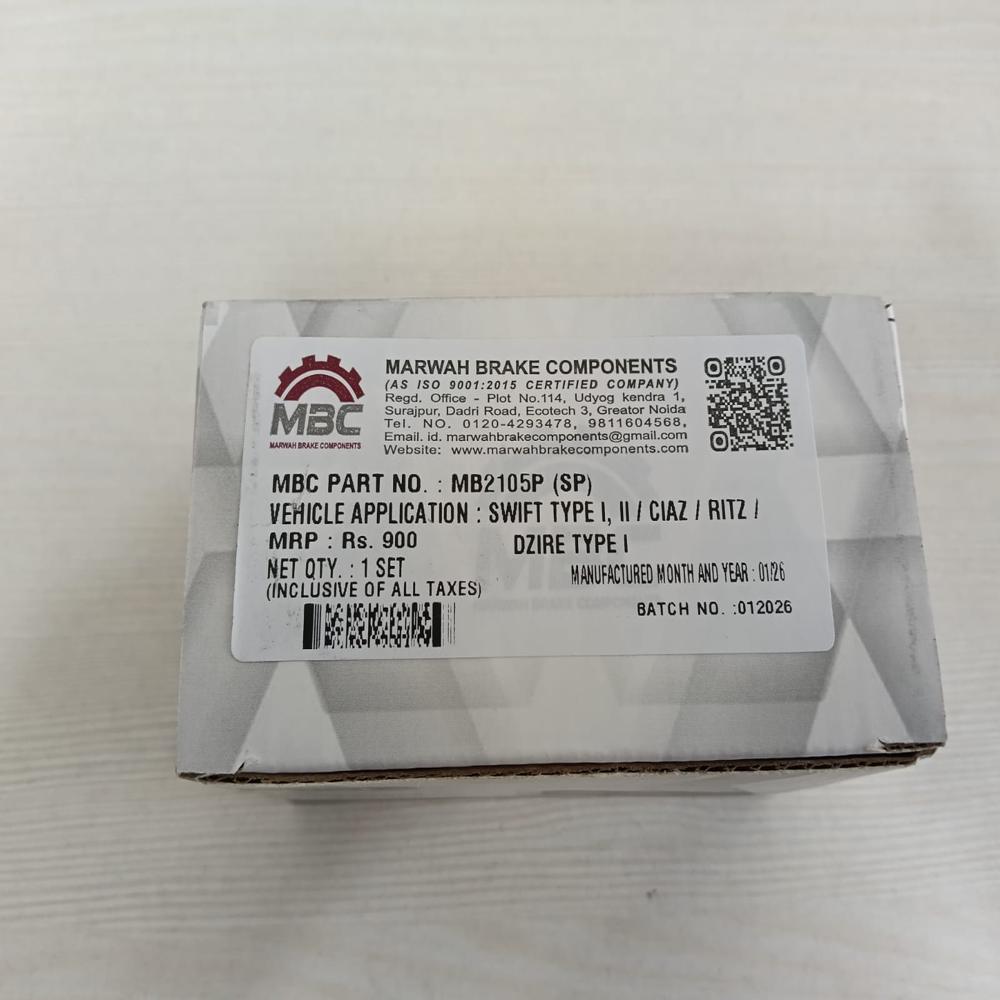 MBC
MARWAH BRAKE COMPONENTS
MARWAH BRAKE COMPONENTS
(AS ISO 9001:2015 CERTIFIED COMPANY)
Regd. Office - Plot No.114, Udyog kendra 1,
Surajpur, Dadri Road, Ecotech 3, Greator Noida
Tel. NO. 0120-4293478, 9811604568,
Email. id. marwahbrakecomponents@gmail.com
Website: www.marwahbrakecomponents.com
MBC PART NO. : MB2105P (SP)
VEHICLE APPLICATION : SWIFT TYPE I, II / CIAZ / RITZ /
DZIRE TYPE I
MRP : Rs. 900
NET QTY. : 1 SET
(INCLUSIVE OF ALL TAXES)
MANUFACTURED MONTH AND YEAR : 01/26
BATCH NO. :012026
MBC
MARWAH BRAKE COMPONENTS